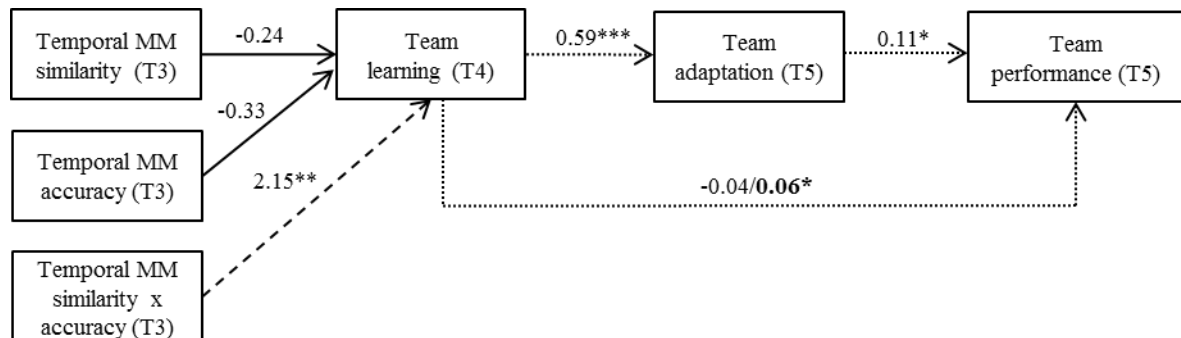 Temporal MM
similarity (T3)
-0.24
Team
learning (T4)
0.59***
Team
adaptation (T5)
0.11*
Team
performance (T5)
-0.33
Temporal MM
accuracy (T3)
2.15**
-0.04/0.06*
Temporal MM
similarity x
accuracy (T3)